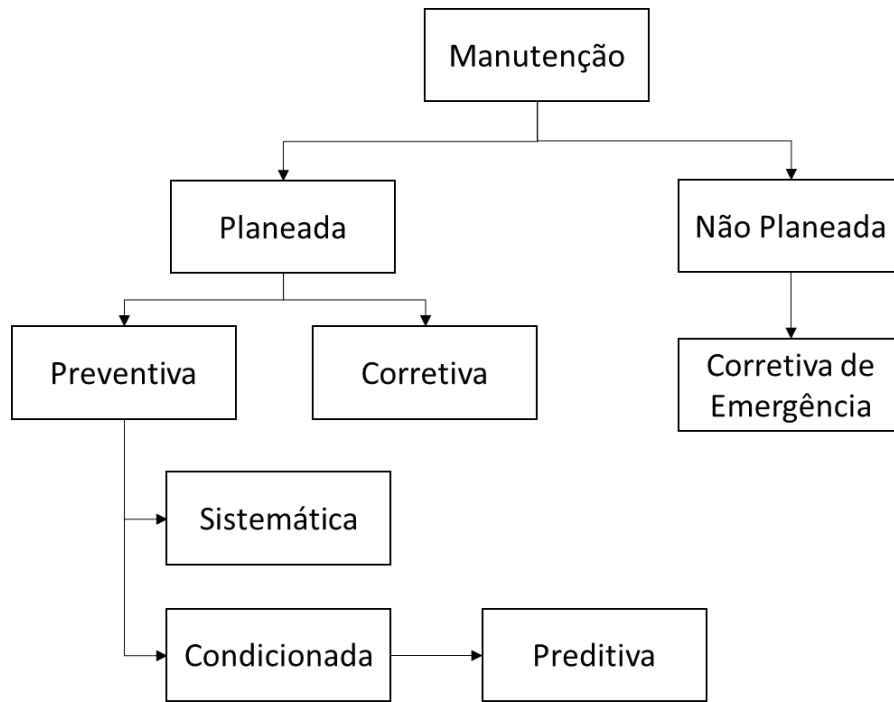 Manutenção
Planeada
Não Planeada
Preventiva
Corretiva
Corretiva de
Emergência
Sistemática
Condicionada
Preditiva